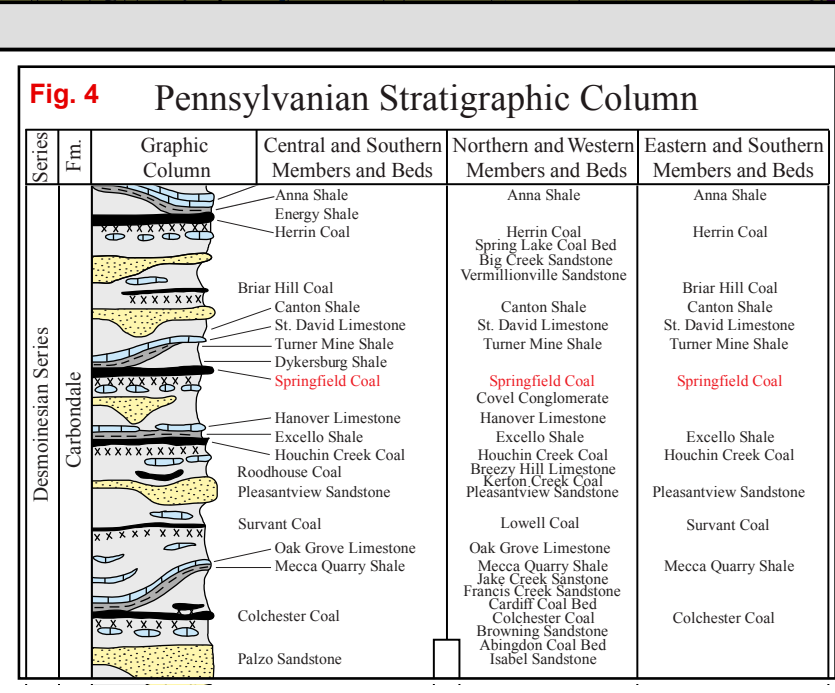 Fig. 4
Pennsylvanian Stratigraphic Column
Series
Fm.
Graphic
Column
Central and Southern
Members and Beds
Northern and Western
Members and Beds
Eastern and Southern
Members and Beds
Desmoinesian Series
Carbondale
Anna Shale
Energy Shale
Herrin Coal
Briar Hill Coal
Canton Shale
St. David Limestone
Turner Mine Shale
Dykersburg Shale
Springfield Coal
Hanover Limestone
Excello Shale
Houchin Creek Coal
Roodhouse Coal
Pleasantview Sandstone
Survant Coal
Oak Grove Limestone
Mecca Quarry Shale
Colchester Coal
Palzo Sandstone
Anna Shale
Herrin Coal
Spring Lake Coal Bed
Big Creek Sandstone
Vermillionville Sandstone
Canton Shale
St. David Limestone
Turner Mine Shale
Springfield Coal
Covel Conglomerate
Hanover Limestone
Excello Shale
Houchin Creek Coal
Breezy Hill Limestone
Kerton Creek Coal
Pleasantview Sandstone
Lowell Coal
Oak Grove Limestone
Mecca Quarry Shale
Jake Creek Sanstone
Francis Creek Sandstone
Cardiff Coal Bed
Colchester Coal
Browning Sandstone
Abingdon Coal Bed
Isabel Sandstone
Anna Shale
Herrin Coal
Briar Hill Coal
Canton Shale
St. David Limestone
Turner Mine Shale
Springfield Coal
Excello Shale
Houchin Creek Coal
Pleasantview Sandstone
Survant Coal
Mecca Quarry Shale
Colchester Coal